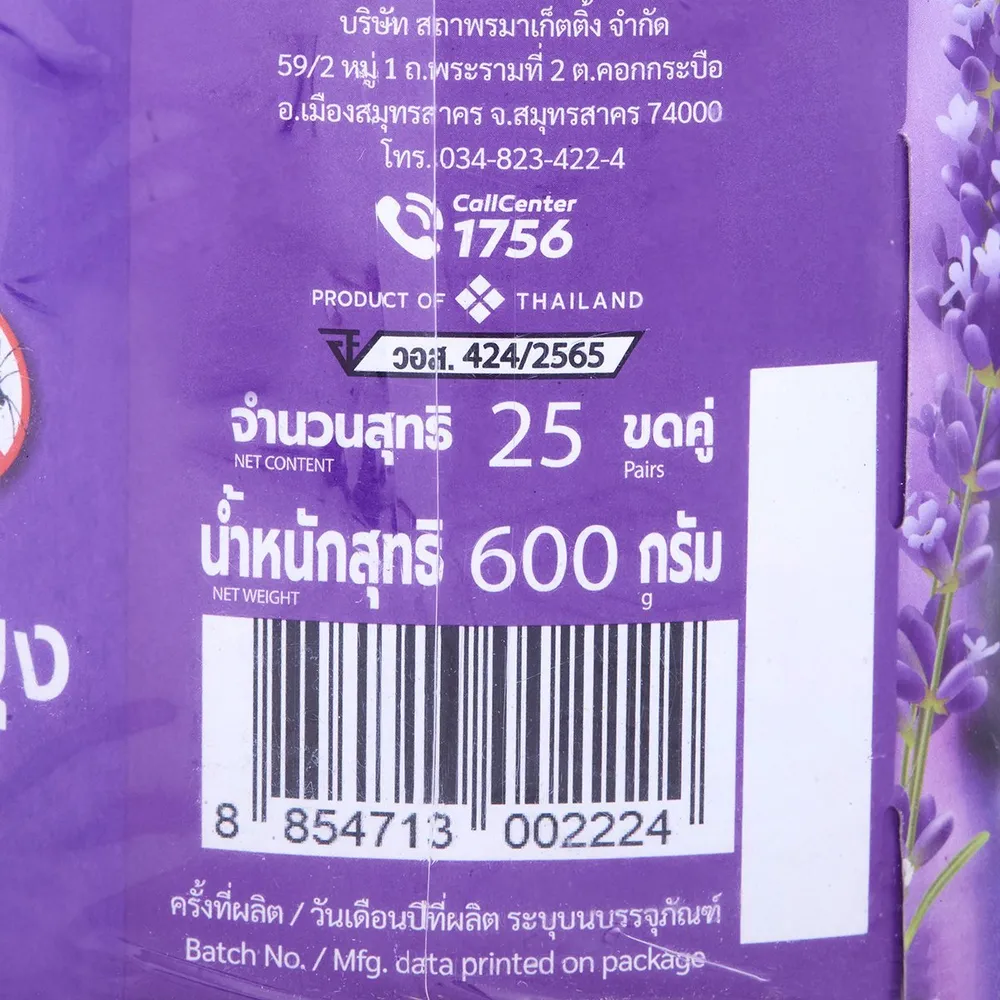 บริษัท สถาพรมาเก็ตติ้ง จำกัด
59/2 หมู่ 1 ถ.พระรามที่ 2 ต.คอกกระบือ
อ.เมืองสมุทรสาคร จ.สมุทรสาคร 74000
โทร. 034-823-422-4
CallCenter
1756
PRODUCT OF THAILAND
วอส. 424/2565
จำนวนสุทธิ 25 ขดคู่
NET CONTENT Pairs
น้ำหนักสุทธิ 600 กรัม
NET WEIGHT g
8 854713 002224
ครั้งที่ผลิต / วันเดือนปีที่ผลิต ระบุบนบรรจุภัณฑ์
Batch No. / Mfg. data printed on package